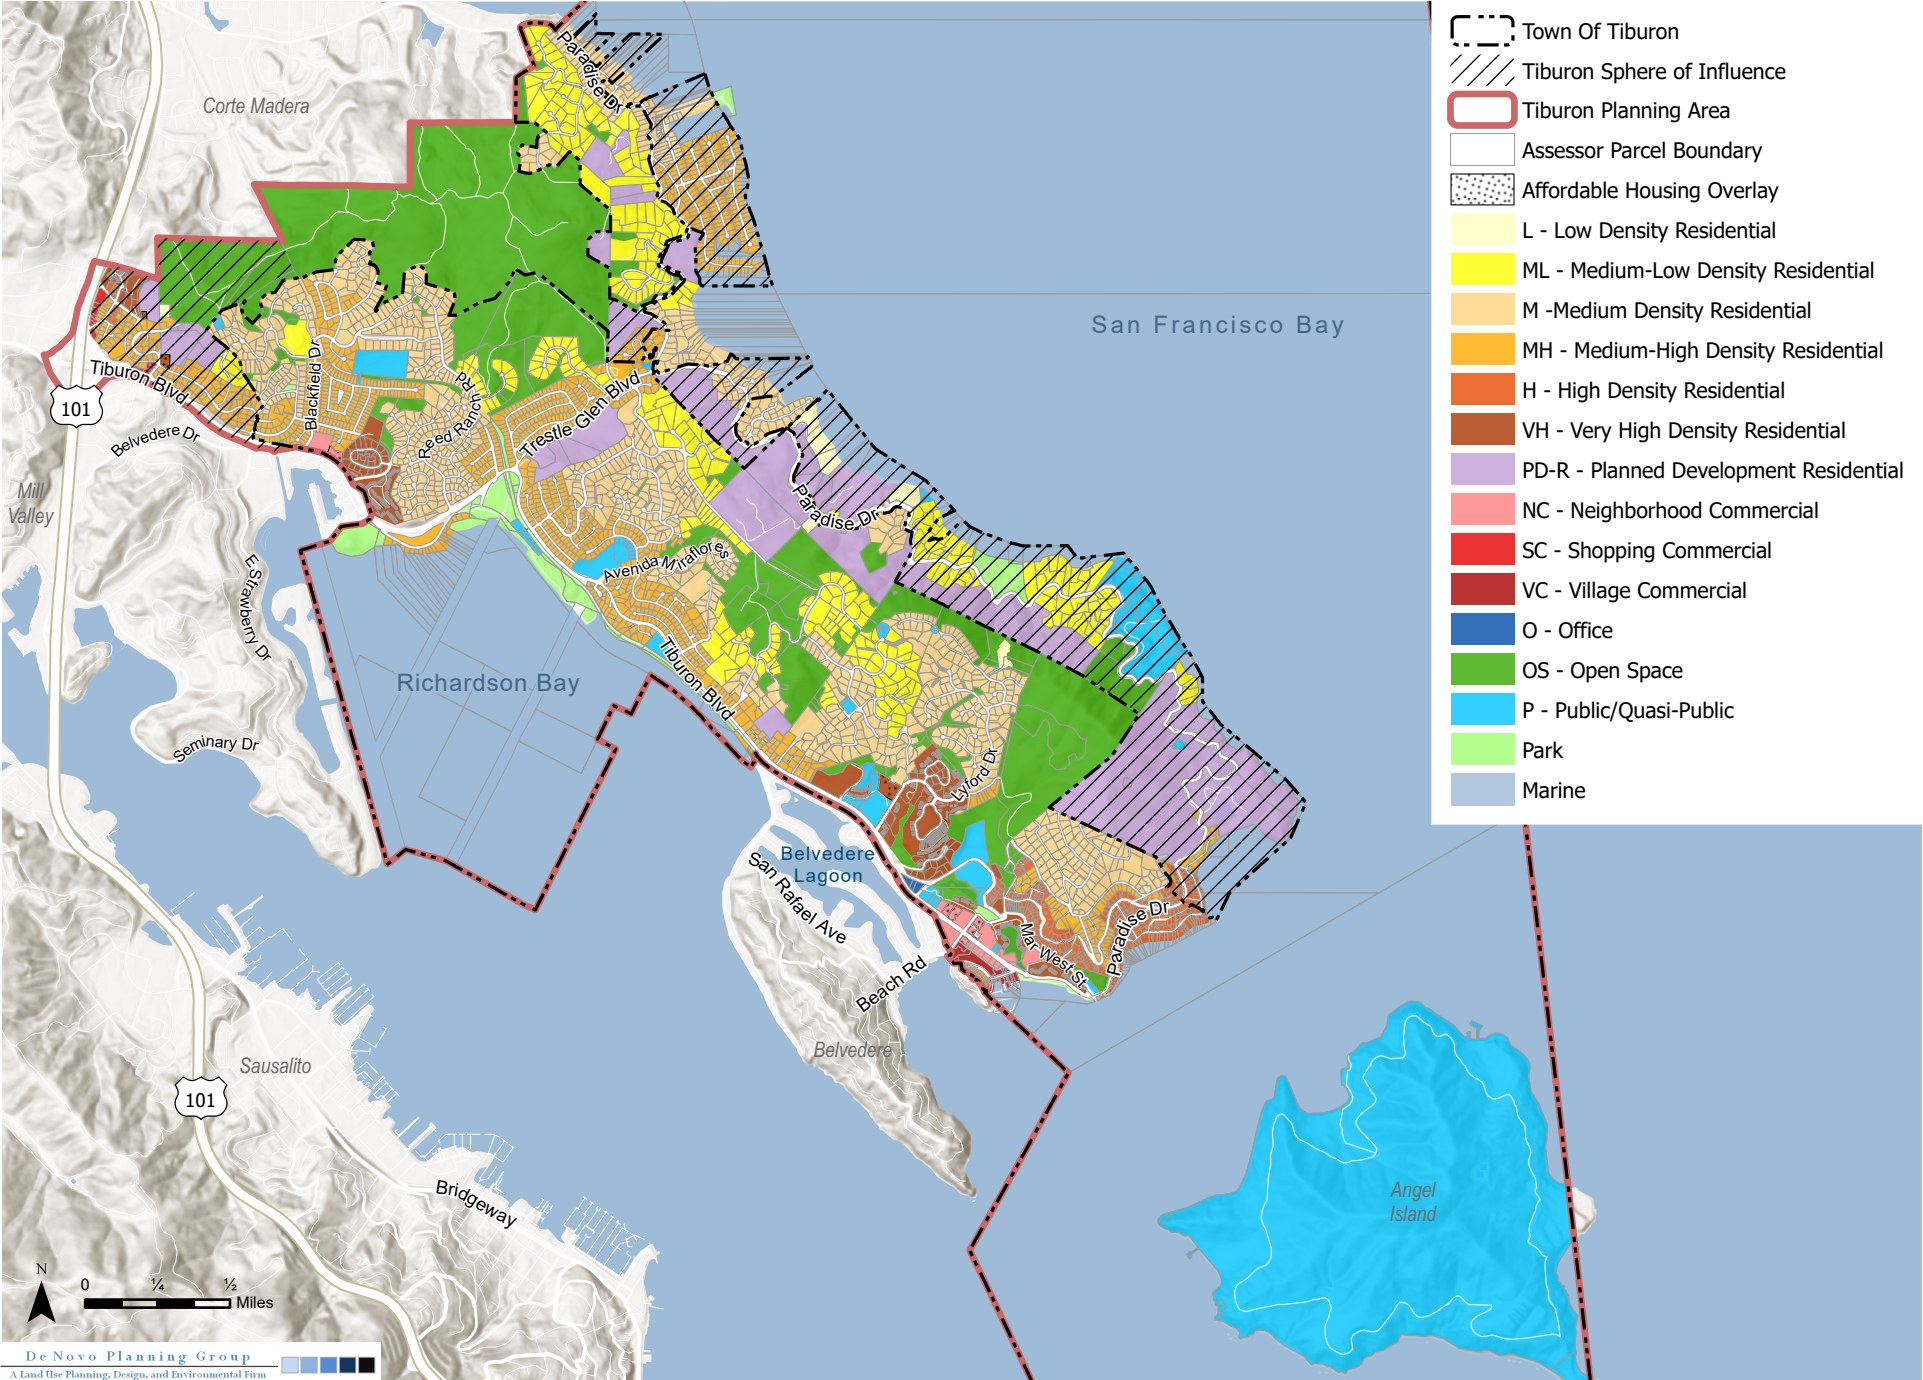 Town Of Tiburon
Tiburon Sphere of Influence
Tiburon Planning Area
Assessor Parcel Boundary
Affordable Housing Overlay
L - Low Density Residential
ML - Medium-Low Density Residential
M -Medium Density Residential
MH - Medium-High Density Residential
H - High Density Residential
VH - Very High Density Residential
PD-R - Planned Development Residential
NC - Neighborhood Commercial
SC - Shopping Commercial
VC - Village Commercial
O - Office
OS - Open Space
P - Public/Quasi-Public
Park
Marine
Corte Madera
Paradise Dr
San Francisco Bay
Tiburon Blvd
101
Belvedere Dr
Blackfield Dr
Reed Ranch Rd
Trestle Glen Blvd
Mill
Valley
Paradise Dr
E Strawberry Dr
Avenida Miraflores
Richardson Bay
Tiburon Blvd
Seminary Dr
Lyford Dr
Belvedere
Lagoon
San Rafael Ave
Mar West St
Paradise Dr
Beach Rd
Belvedere
Sausalito
101
Bridgeway
Angel
Island
N
0 ¼ ½
Miles
De Novo Planning Group
A Land Use Planning, Design, and Environmental Firm